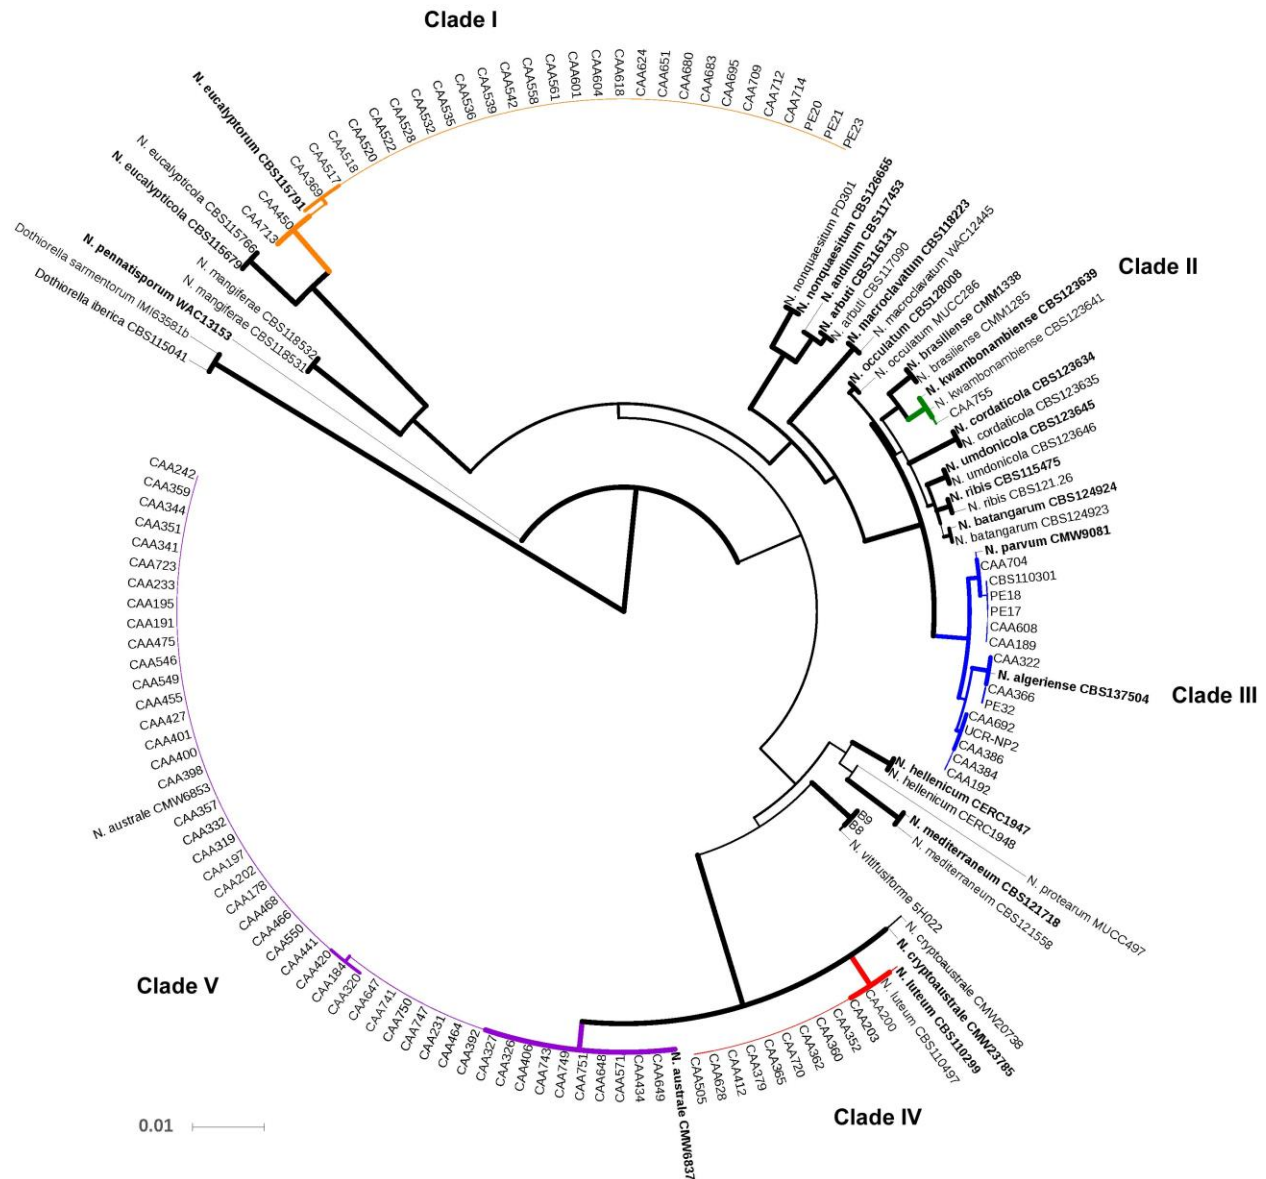 Clade I
N. eucalypticola CBS115679
N. eucalypticola CBS115766
CAA713
CAA450
N. eucalyptorum CBS115791
CAA369
CAA517
CAA518
CAA520
CAA522
CAA528
CAA532
CAA535
CAA536
CAA539
CAA542
CAA558
CAA561
CAA601
CAA604
CAA618
CAA624
CAA651
CAA680
CAA683
CAA695
CAA709
CAA712
CAA714
PE20
PE21
PE23
N. mangiferae CBS118532
N. mangiferae CBS118531
N. pennatisporum WAC13153
Dothiorella sarmentorum IMI63581b
Dothiorella iberica CBS115041
Clade II
N. nonquaesitum PD301
N. nonquaesitum CBS126655
N. andinum CBS117453
N. arbuti CBS116131
N. arbuti CBS117090
N. macroclavatum CBS118223
N. macroclavatum WAC12445
N. occulatum CBS128008
N. occulatum MUCC286
N. brasiliense CMM1338
N. brasiliense CMM1285
N. kwambonambiense CBS123639
N. kwambonambiense CBS123641
CAA755
N. cordaticola CBS123634
N. cordaticola CBS123635
N. umdonicola CBS123645
N. umdonicola CBS123646
N. ribis CBS115475
N. ribis CBS121.26
N. batangarum CBS124924
N. batangarum CBS124923
N. parvum CMW9081
CAA704
CBS110301
PE18
PE17
CAA608
CAA189
CAA322
N. algeriense CBS137504
CAA366
PE32
CAA692
UCR-NP2
CAA386
CAA384
CAA192
Clade III
N. hellenicum CERC1947
N. hellenicum CERC1948
N. protearum MUCC497
N. mediterraneum CBS121718
N. mediterraneum CBS121558
B9
B8
N. vitifusiforme 5H022
N. cryptoaustrale CMW20738
N. cryptoaustrale CMW23785
N. luteum CBS110299
N. luteum CBS110497
CAA200
CAA203
CAA352
CAA360
CAA362
CAA720
CAA365
CAA379
CAA412
CAA628
CAA505
Clade IV
N. australe CMW6837
CAA649
CAA434
CAA571
CAA648
CAA751
CAA749
CAA743
CAA406
CAA326
CAA327
CAA392
CAA464
CAA231
CAA747
CAA750
CAA741
CAA647
CAA320
CAA184
CAA420
CAA441
CAA550
CAA466
CAA468
CAA178
CAA202
CAA197
CAA319
CAA332
CAA357
N. australe CMW6853
CAA398
CAA400
CAA401
CAA427
CAA455
CAA549
CAA546
CAA475
CAA191
CAA195
CAA233
CAA723
CAA341
CAA351
CAA344
CAA359
CAA242
Clade V
0.01